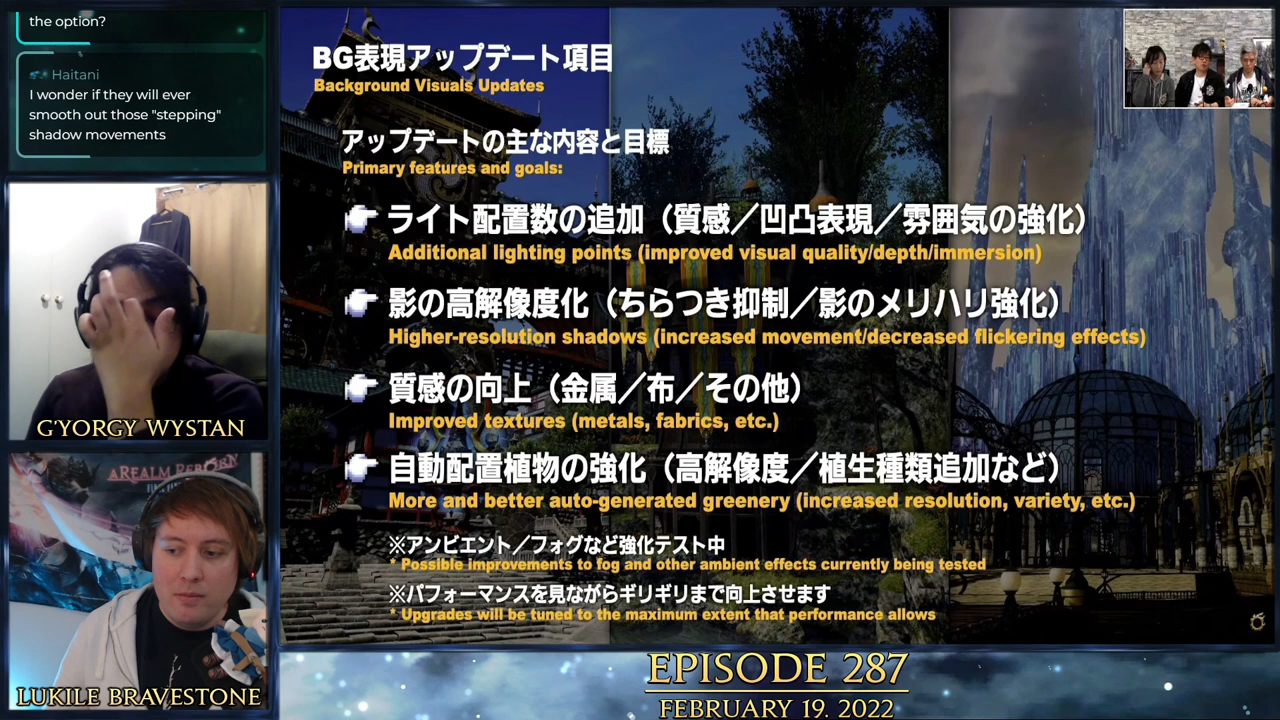 the option?
Haitani
I wonder if they will ever
smooth out those "stepping"
shadow movements
G'YORGY WYSTAN
A REALM REBORN
LUKILE BRAVESTONE
BG表現アップデート項目
Background Visuals Updates
アップデートの主な内容と目標
Primary features and goals:
ライト配置数の追加（質感／凹凸表現／雰囲気の強化）
Additional lighting points (improved visual quality/depth/immersion)
影の高解像度化（ちらつき抑制／影のメリハリ強化）
Higher-resolution shadows (increased movement/decreased flickering effects)
質感の向上（金属／布／その他）
Improved textures (metals, fabrics, etc.)
自動配置植物の強化（高解像度／植生種類追加など）
More and better auto-generated greenery (increased resolution, variety, etc.)
※アンビエント／フォグなど強化テスト中
* Possible improvements to fog and other ambient effects currently being tested
※パフォーマンスを見ながらギリギリまで向上させます
* Upgrades will be tuned to the maximum extent that performance allows
EPISODE 287
FEBRUARY 19, 2022